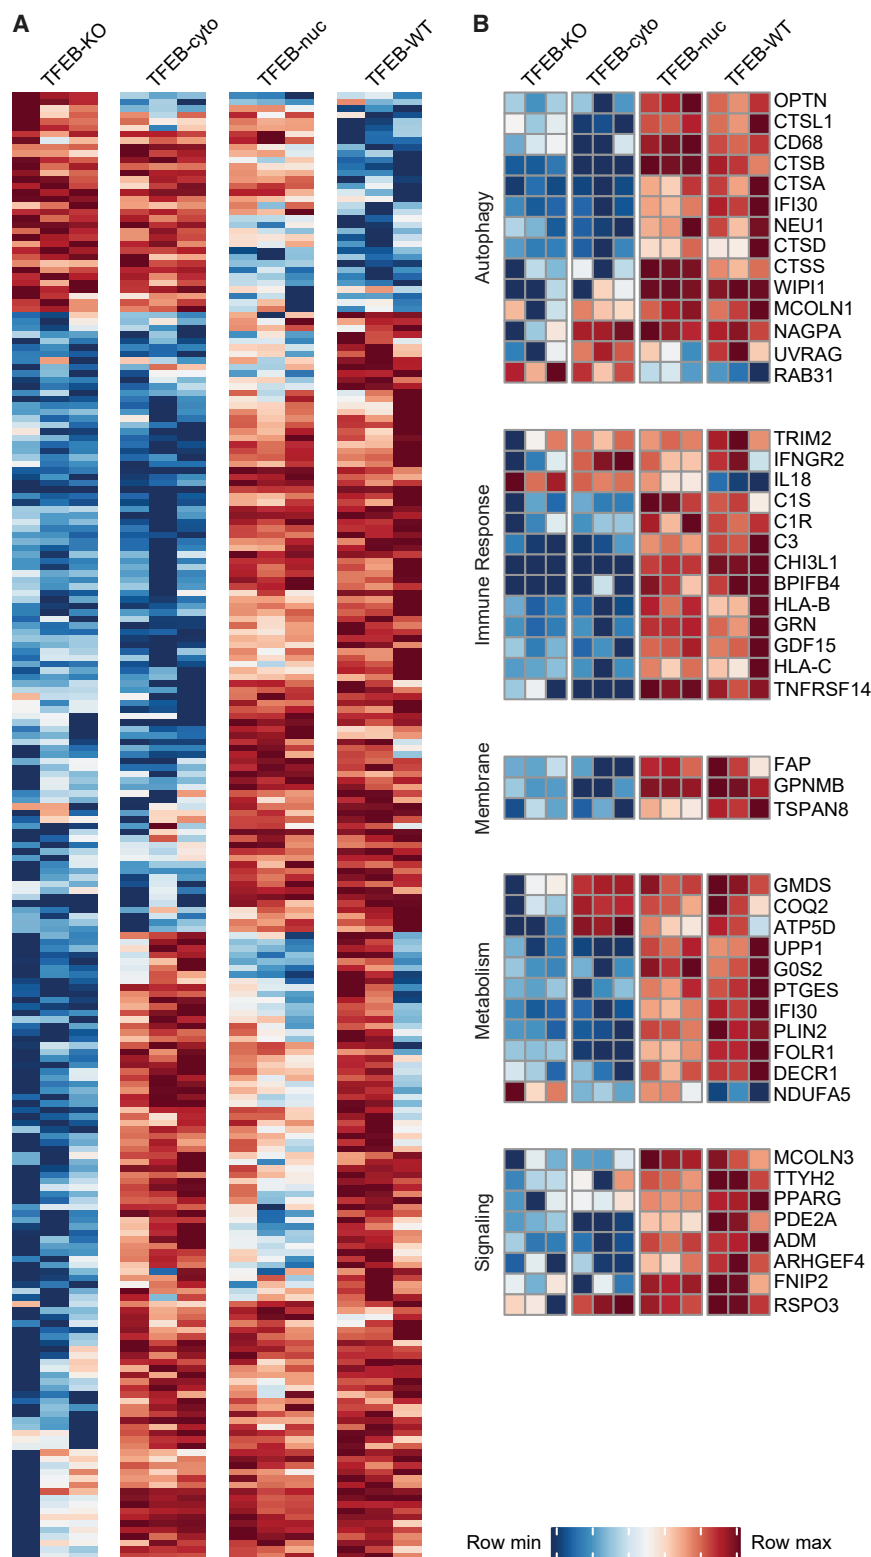 A
TFEB-KO
TFEB-cyto
TFEB-nuc
TFEB-WT
B
TFEB-KO
TFEB-cyto
TFEB-nuc
TFEB-WT
Autophagy
OPTN
CTSL1
CD68
CTSB
CTSA
IFI30
NEU1
CTSD
CTSS
WIPI1
MCOLN1
NAGPA
UVRAG
RAB31
Immune Response
TRIM2
IFNGR2
IL18
C1S
C1R
C3
CHI3L1
BPIFB4
HLA-B
GRN
GDF15
HLA-C
TNFRSF14
Membrane
FAP
GPNMB
TSPAN8
Metabolism
GMDS
COQ2
ATP5D
UPP1
G0S2
PTGES
IFI30
PLIN2
FOLR1
DECR1
NDUFA5
Signaling
MCOLN3
TTYH2
PPARG
PDE2A
ADM
ARHGEF4
FNIP2
RSPO3
Row min
Row max